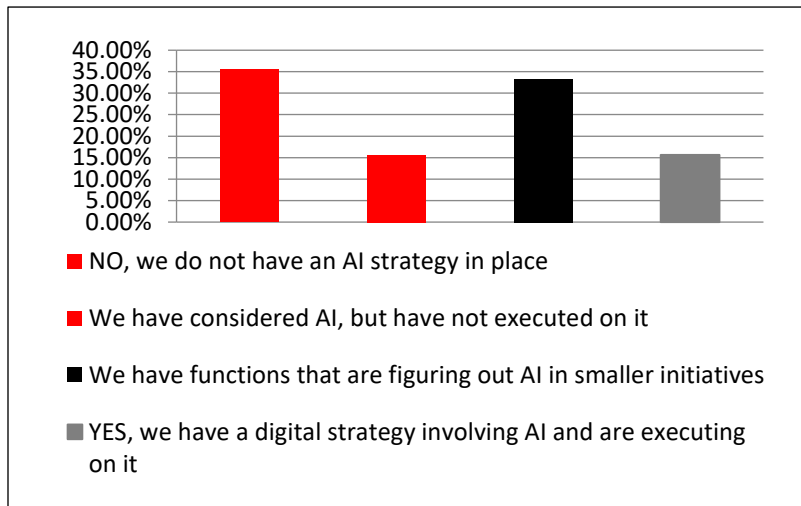 40.00%
35.00%
30.00%
25.00%
20.00%
15.00%
10.00%
5.00%
0.00%
NO, we do not have an AI strategy in place
We have considered AI, but have not executed on it
We have functions that are figuring out AI in smaller initiatives
YES, we have a digital strategy involving AI and are executing
on it